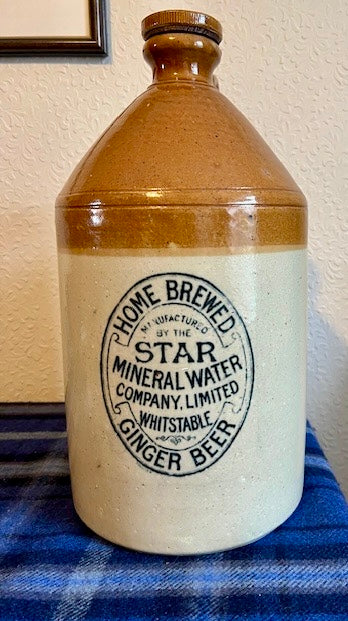 HOME BREWED
MANUFACTURED
BY THE
STAR
MINERAL WATER
COMPANY, LIMITED
WHITSTABLE
GINGER BEER